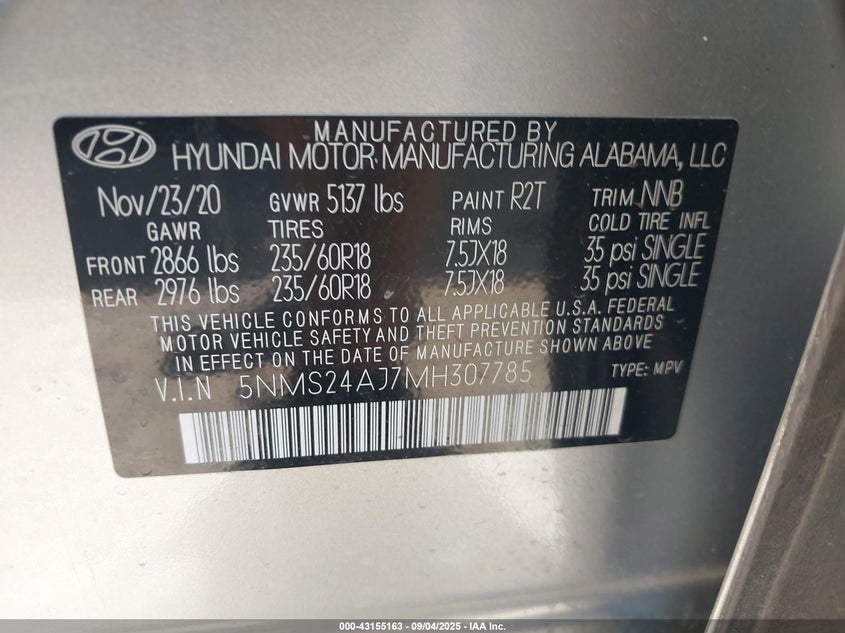 MANUFACTURED BY
HYUNDAI MOTOR MANUFACTURING ALABAMA, LLC
Nov/23/20 GVWR 5137 lbs PAINT R2T TRIM NNB
GAWR TIRES RIMS COLD TIRE INFL
FRONT 2866 lbs 235/60R18 7.5JX18 35 psi SINGLE
REAR 2976 lbs 235/60R18 7.5JX18 35 psi SINGLE
THIS VEHICLE CONFORMS TO ALL APPLICABLE U.S.A. FEDERAL
MOTOR VEHICLE SAFETY AND THEFT PREVENTION STANDARDS
IN EFFECT ON THE DATE OF MANUFACTURE SHOWN ABOVE
V.I.N 5NMS24AJ7MH307785 TYPE: MPV
000-43155163 - 09/04/2025 - IAA Inc.